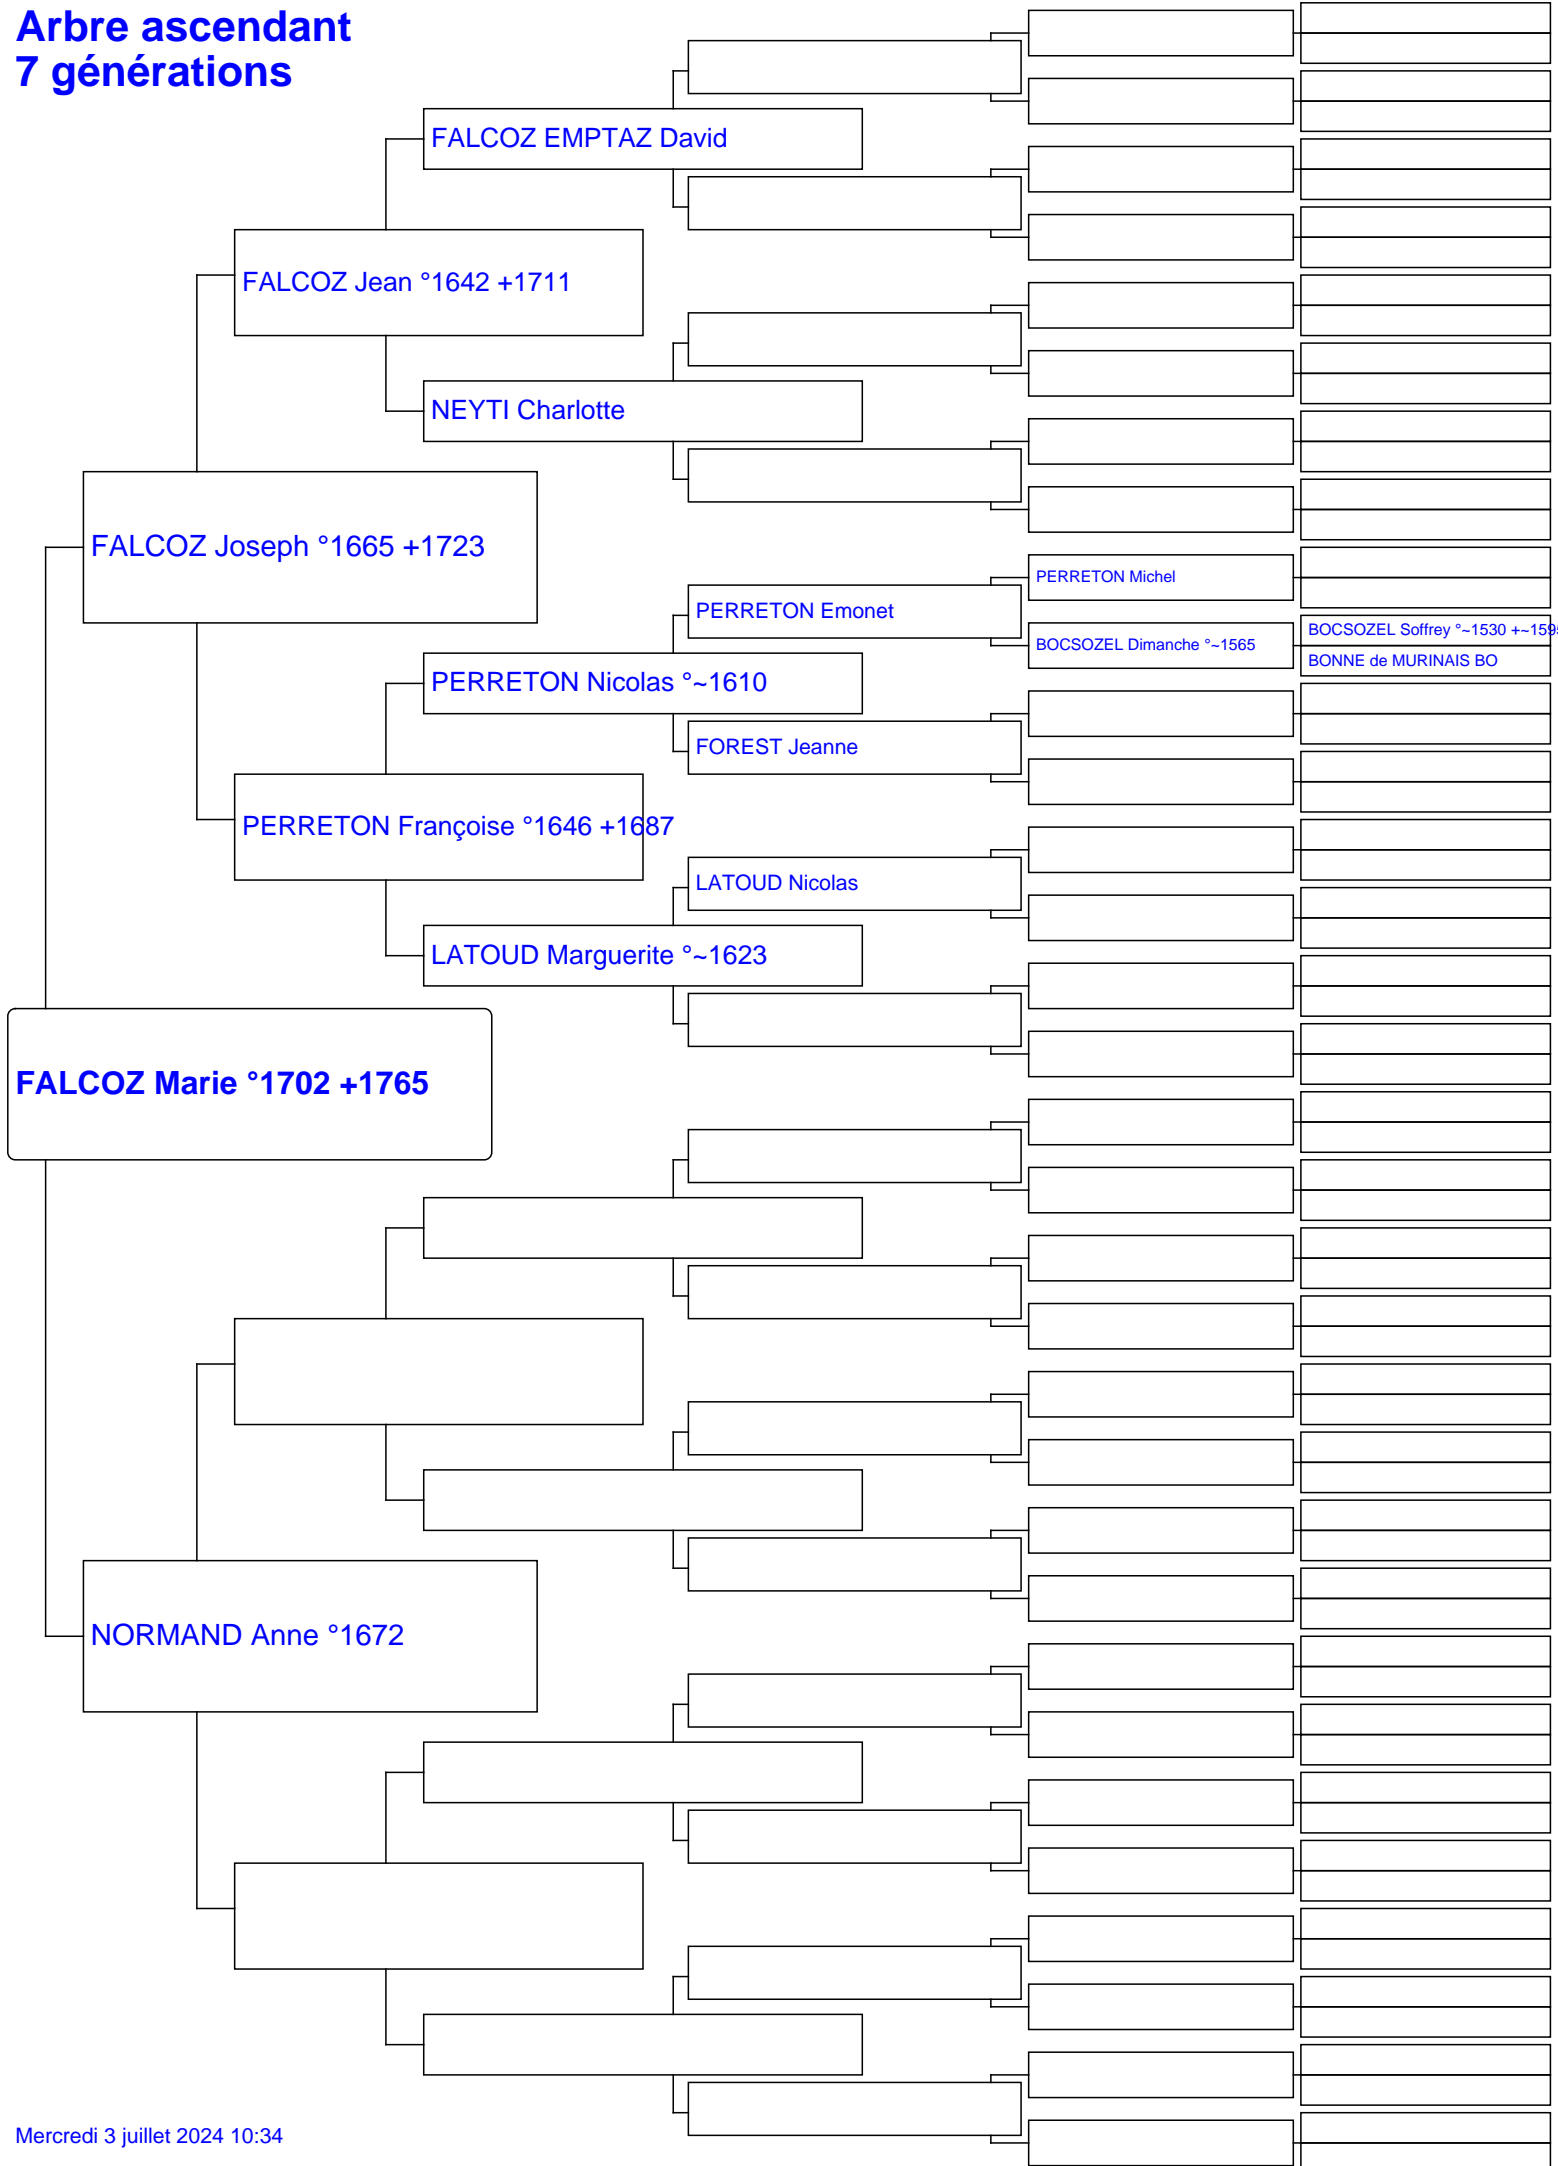 Arbre ascendant
7 générations
FALCOZ EMPTAZ David
FALCOZ Jean °1642 +1711
NEYTI Charlotte
FALCOZ Joseph °1665 +1723
PERRETON Michel
PERRETON Emonet
BOCSOZEL Soffrey °~1530 +~1595
BOCSOZEL Dimanche °~1565
BONNE de MURINAIS BO
PERRETON Nicolas °~1610
FOREST Jeanne
PERRETON Françoise °1646 +1687
LATOUD Nicolas
LATOUD Marguerite °~1623
FALCOZ Marie °1702 +1765
NORMAND Anne °1672
Mercredi 3 juillet 2024 10:34